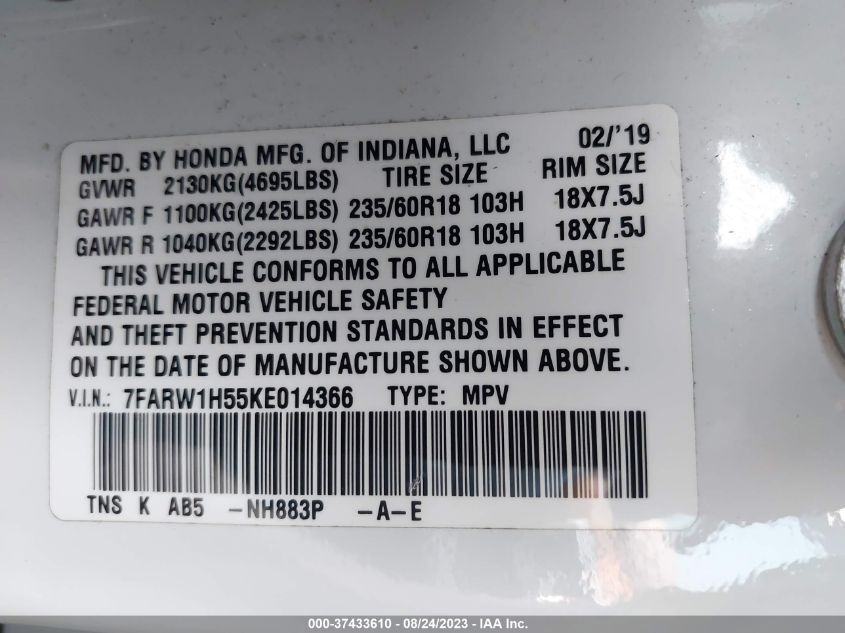 MFD. BY HONDA MFG. OF INDIANA, LLC 02/'19
GVWR 2130KG(4695LBS) TIRE SIZE RIM SIZE
GAWR F 1100KG(2425LBS) 235/60R18 103H 18X7.5J
GAWR R 1040KG(2292LBS) 235/60R18 103H 18X7.5J
THIS VEHICLE CONFORMS TO ALL APPLICABLE
FEDERAL MOTOR VEHICLE SAFETY
AND THEFT PREVENTION STANDARDS IN EFFECT
ON THE DATE OF MANUFACTURE SHOWN ABOVE.
V.I.N.: 7FARW1H55KE014366 TYPE: MPV
TNS K AB5 -NH883P -A-E
000-37433610 / 08/24/2023 - IAA Inc.